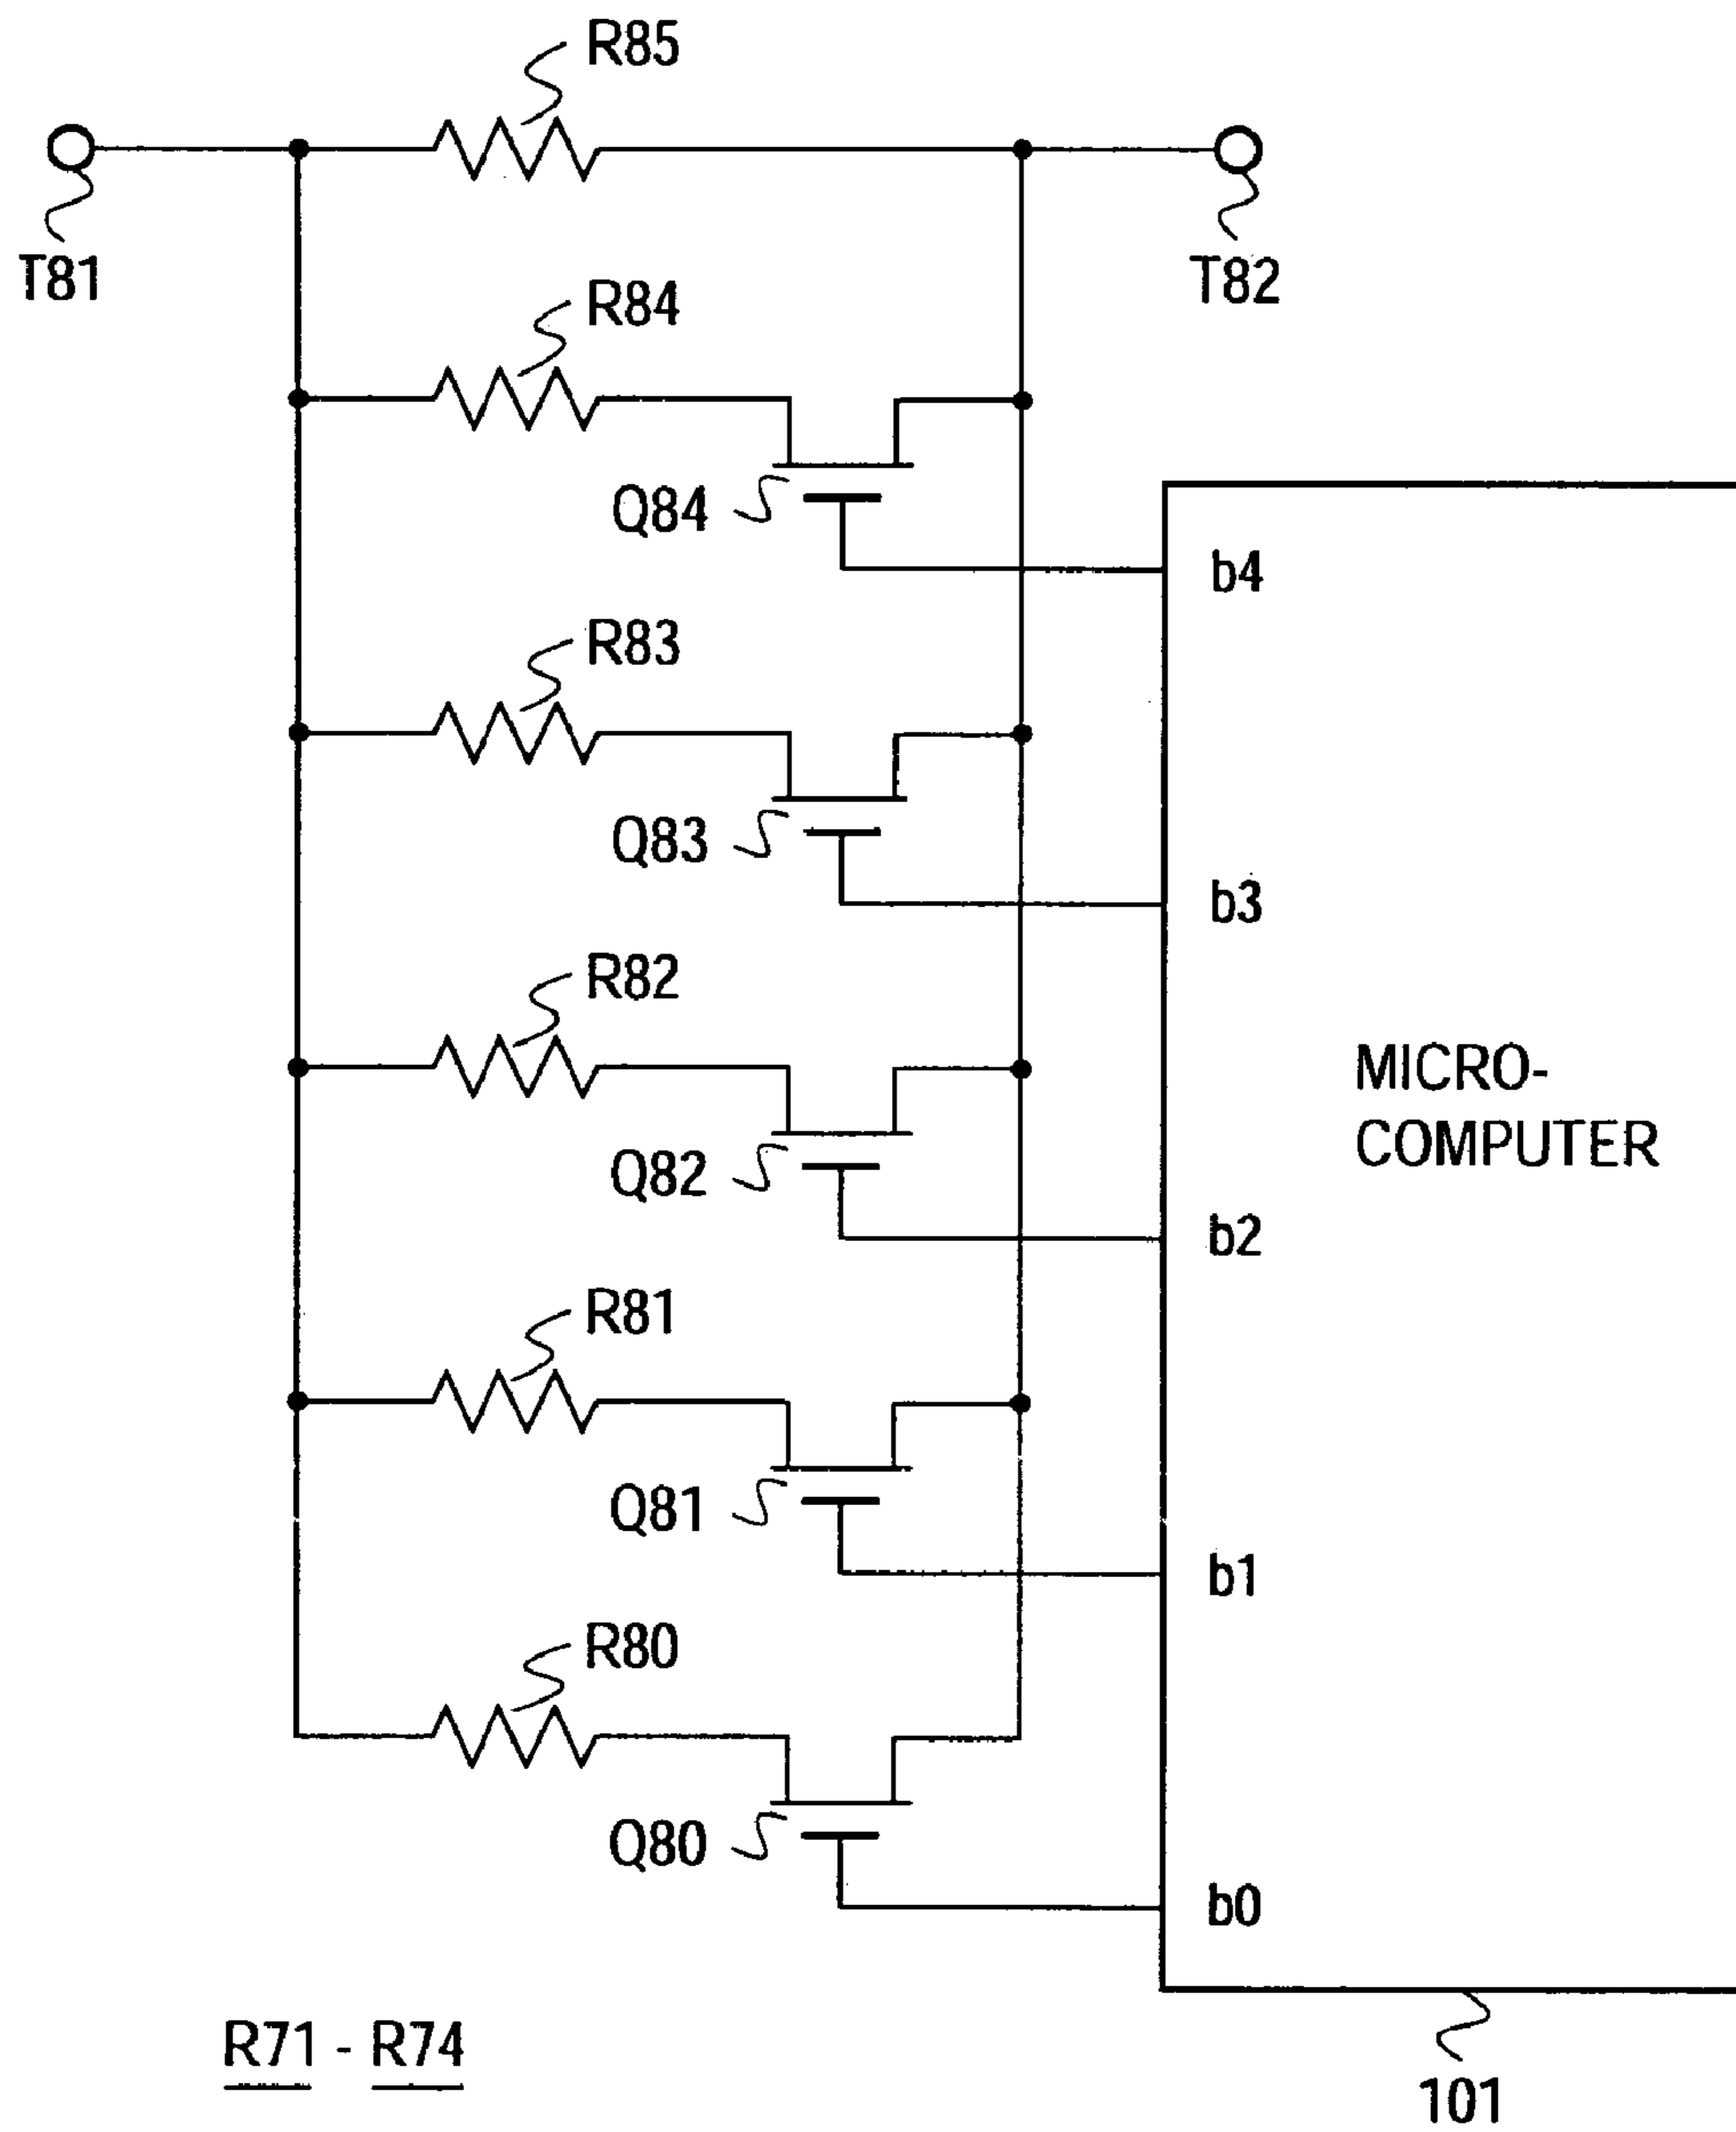 R85
T81
T82
R84
Q84
b4
R83
Q83
b3
R82
MICRO-
COMPUTER
Q82
b2
R81
Q81
b1
R80
Q80
b0
R71 - R74
101